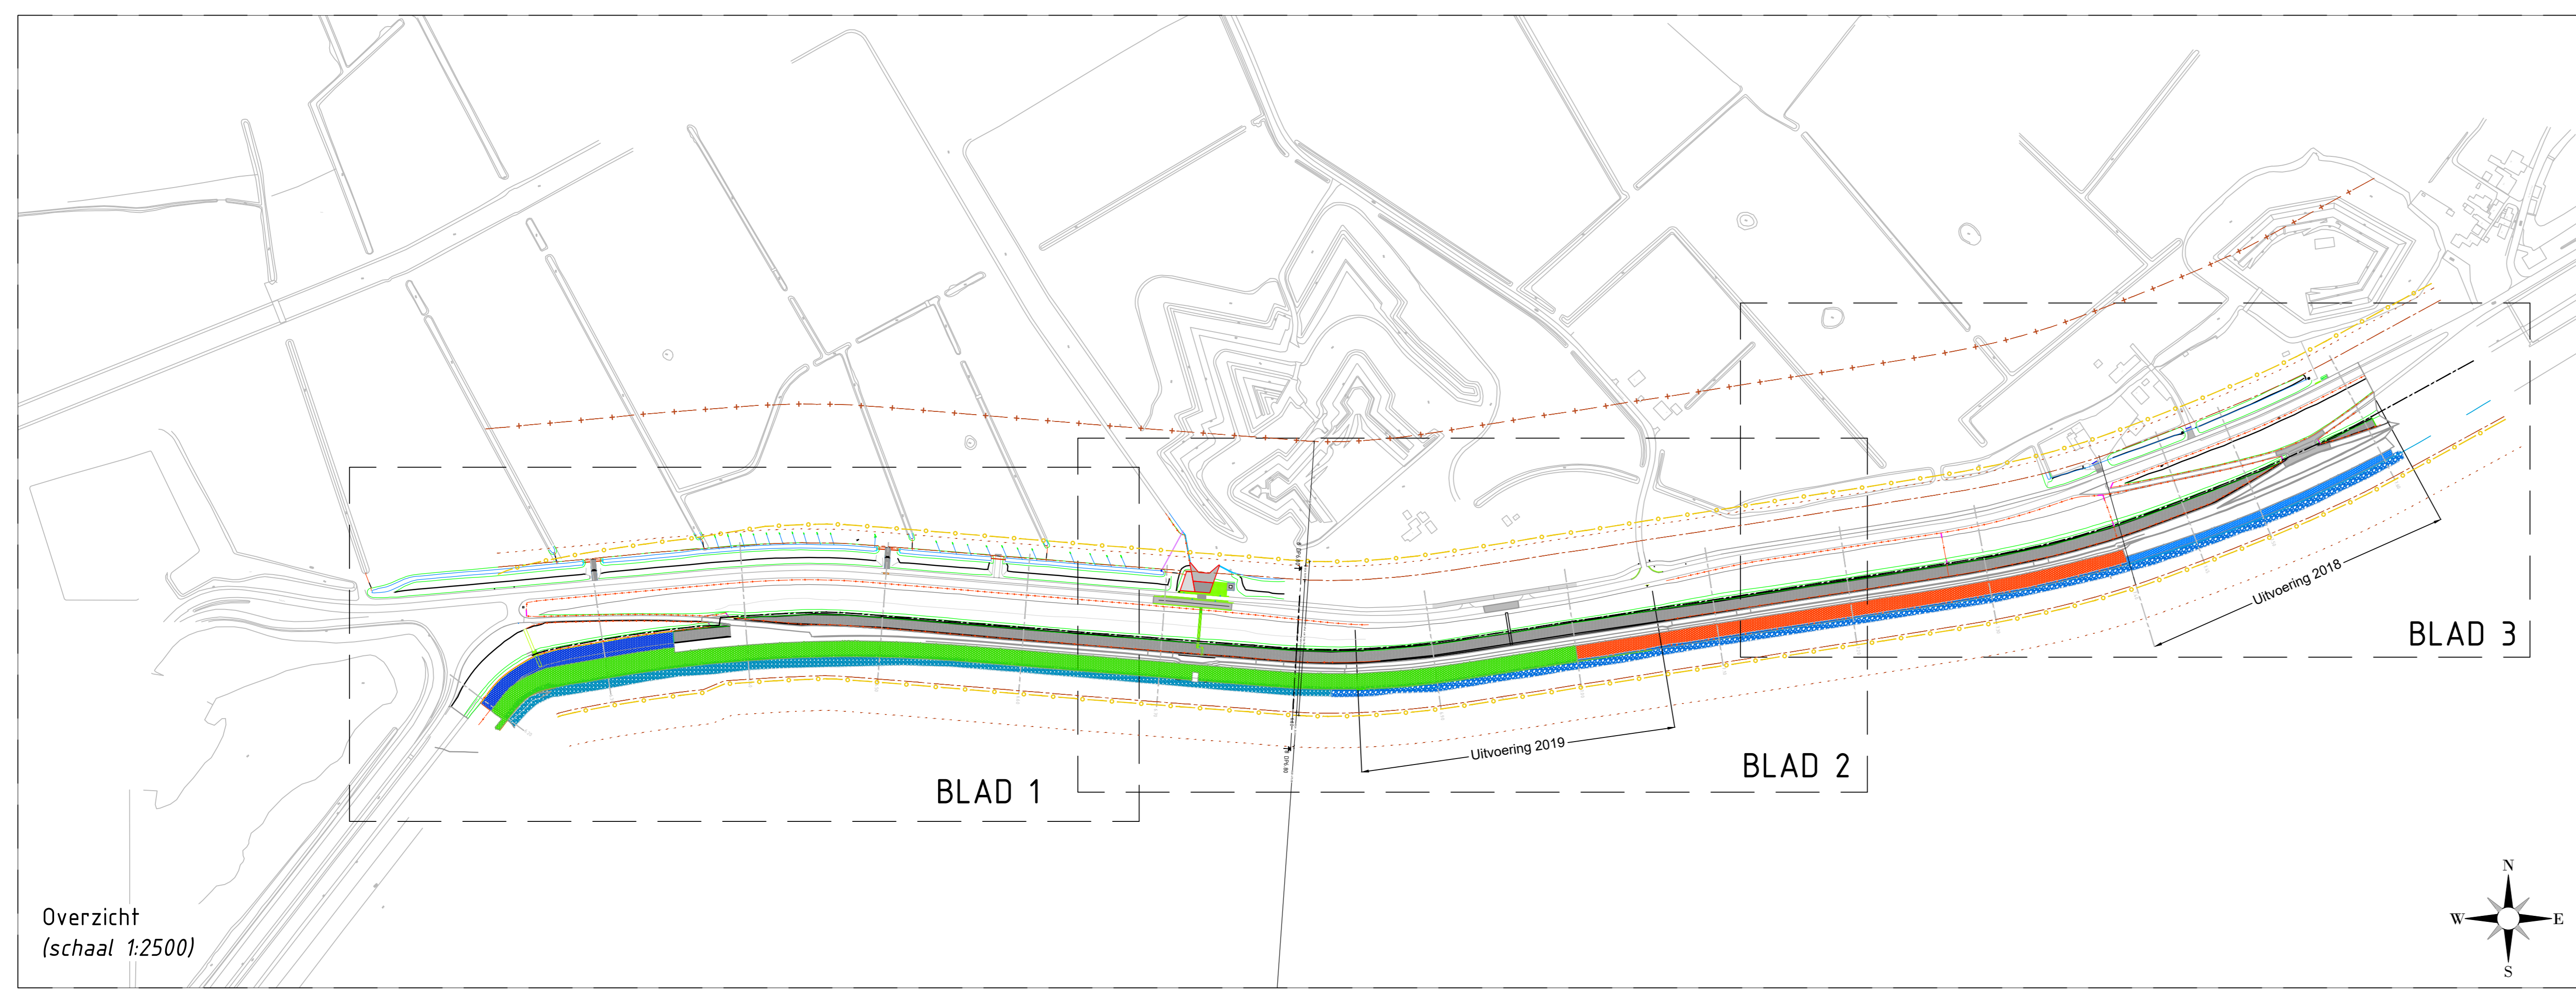 Uitvoering 2018
BLAD 3
Uitvoering 2019
BLAD 2
BLAD 1
Overzicht
(schaal 1:2500)
N
W
E
S